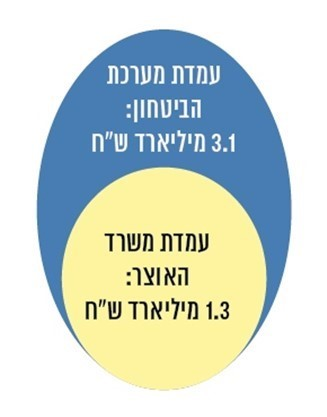 עמדת מערכת
הביטחון:
3.1 מיליארד ש"ח
עמדת משרד
האוצר:
1.3 מיליארד ש"ח